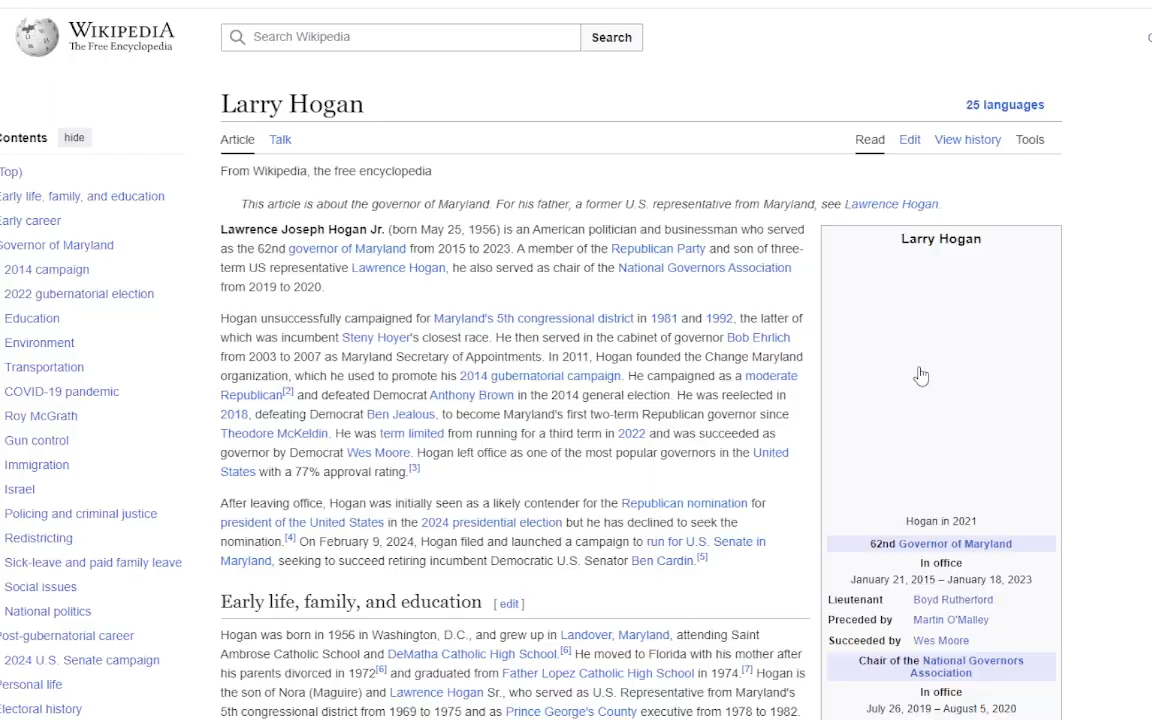 WIKIPEDIA
The Free Encyclopedia
Search Wikipedia
Search
Larry Hogan
25 languages
Contents hide
Article Talk
Read Edit View history Tools
From Wikipedia, the free encyclopedia
This article is about the governor of Maryland. For his father, a former U.S. representative from Maryland, see Lawrence Hogan.
(Top)
Early life, family, and education
Early career
Governor of Maryland
2014 campaign
2022 gubernatorial election
Education
Environment
Transportation
COVID-19 pandemic
Roy McGrath
Gun control
Immigration
Israel
Policing and criminal justice
Redistricting
Sick-leave and paid family leave
Social issues
National politics
Post-gubernatorial career
2024 U.S. Senate campaign
Personal life
Electoral history
Lawrence Joseph Hogan Jr. (born May 25, 1956) is an American politician and businessman who served
as the 62nd governor of Maryland from 2015 to 2023. A member of the Republican Party and son of three-
term US representative Lawrence Hogan, he also served as chair of the National Governors Association
from 2019 to 2020.
Hogan unsuccessfully campaigned for Maryland's 5th congressional district in 1981 and 1992, the latter of
which was incumbent Steny Hoyer's closest race. He then served in the cabinet of governor Bob Ehrlich
from 2003 to 2007 as Maryland Secretary of Appointments. In 2011, Hogan founded the Change Maryland
organization, which he used to promote his 2014 gubernatorial campaign. He campaigned as a moderate
Republican[2] and defeated Democrat Anthony Brown in the 2014 general election. He was reelected in
2018, defeating Democrat Ben Jealous, to become Maryland's first two-term Republican governor since
Theodore McKeldin. He was term limited from running for a third term in 2022 and was succeeded as
governor by Democrat Wes Moore. Hogan left office as one of the most popular governors in the United
States with a 77% approval rating.[3]
After leaving office, Hogan was initially seen as a likely contender for the Republican nomination for
president of the United States in the 2024 presidential election but he has declined to seek the
nomination.[4] On February 9, 2024, Hogan filed and launched a campaign to run for U.S. Senate in
Maryland, seeking to succeed retiring incumbent Democratic U.S. Senator Ben Cardin.[5]
Early life, family, and education [ edit ]
Hogan was born in 1956 in Washington, D.C., and grew up in Landover, Maryland, attending Saint
Ambrose Catholic School and DeMatha Catholic High School.[6] He moved to Florida with his mother after
his parents divorced in 1972[6] and graduated from Father Lopez Catholic High School in 1974.[7] Hogan is
the son of Nora (Maguire) and Lawrence Hogan Sr., who served as U.S. Representative from Maryland's
5th congressional district from 1969 to 1975 and as Prince George's County executive from 1978 to 1982.
Larry Hogan
Hogan in 2021
62nd Governor of Maryland
In office
January 21, 2015 – January 18, 2023
Lieutenant Boyd Rutherford
Preceded by Martin O'Malley
Succeeded by Wes Moore
Chair of the National Governors
Association
In office
July 26, 2019 – August 5, 2020